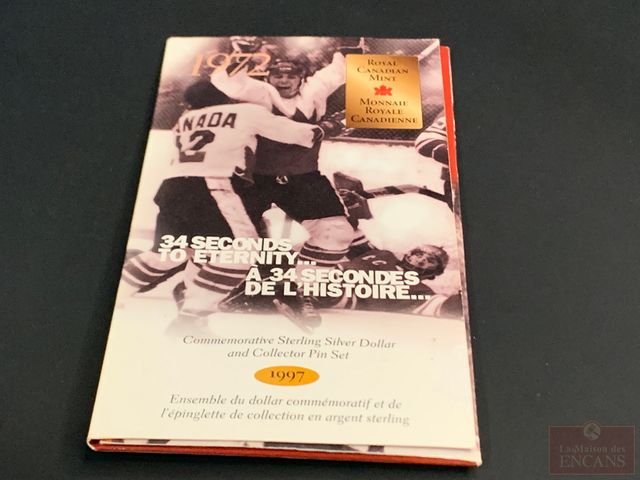 1972
ROYAL
CANADIAN
MINT
MONNAIE
ROYALE
CANADIENNE
CANADA
12
34 SECONDS
TO ETERNITY...
À 34 SECONDES
DE L'HISTOIRE...
Commemorative Sterling Silver Dollar
and Collector Pin Set
1997
Ensemble du dollar commémoratif et de
l'épinglette de collection en argent sterling
La Maison des
ENCANS